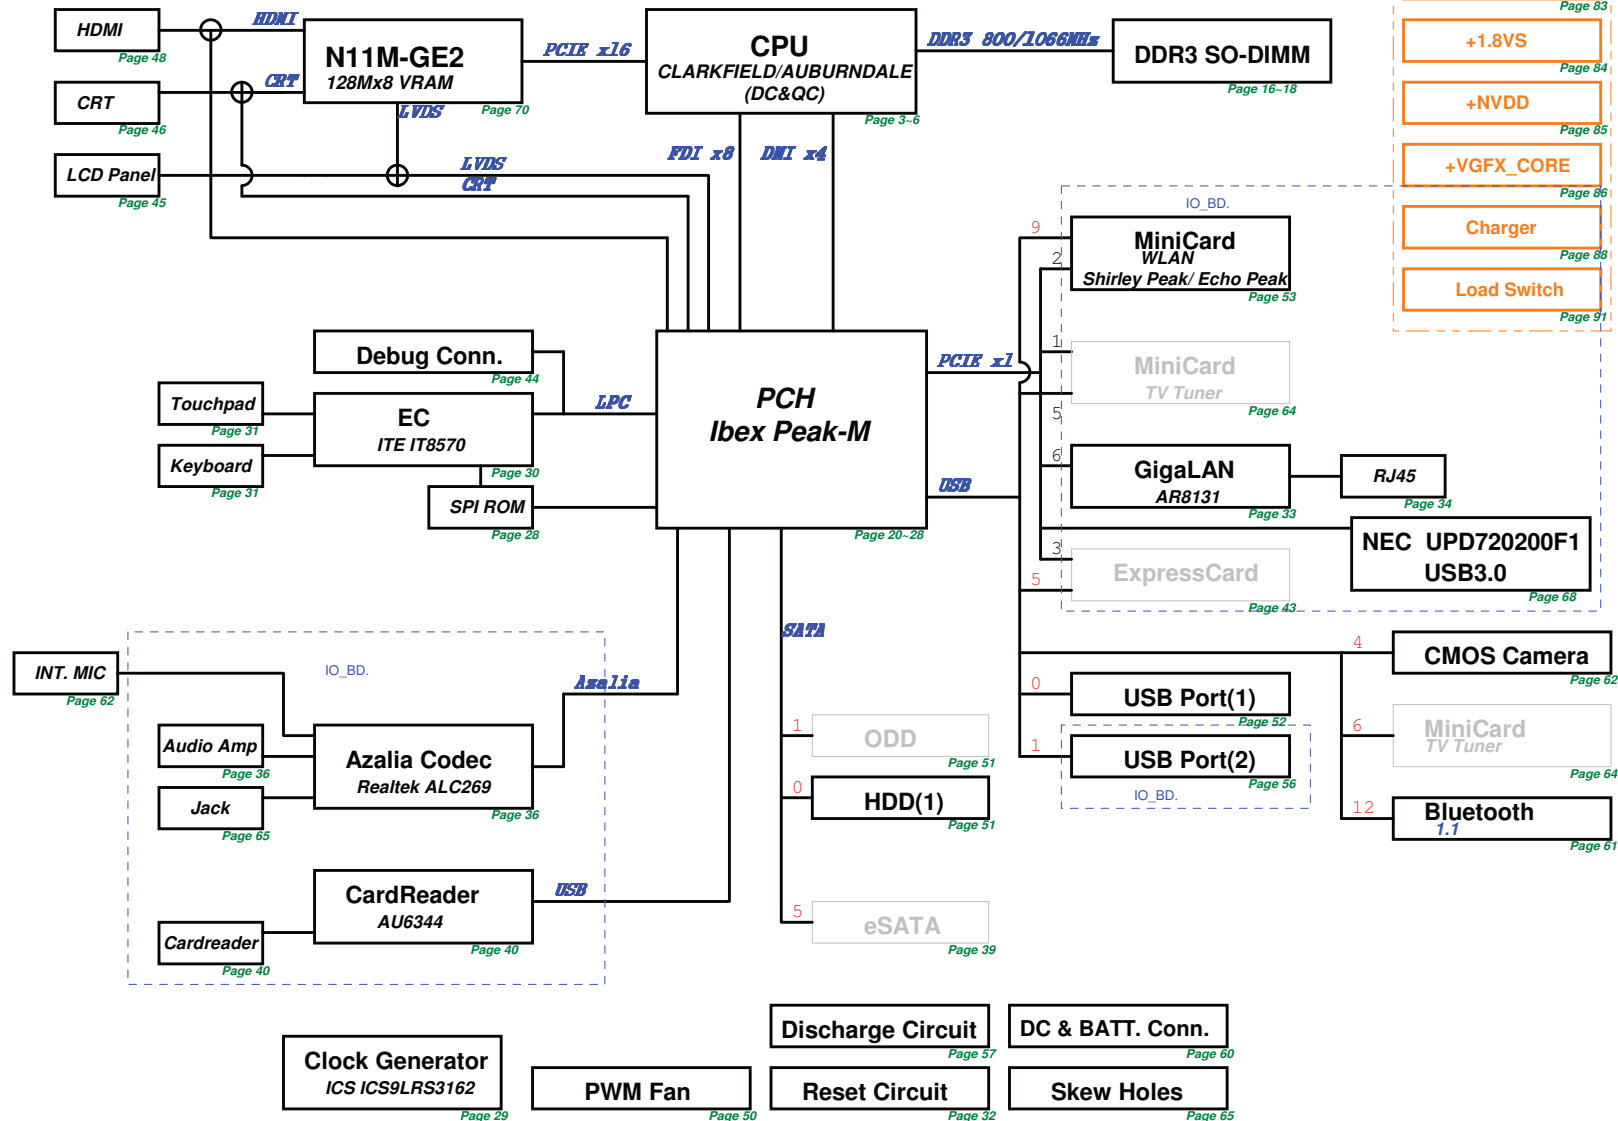 HDMI
Page 48
HDMI
N11M-GE2
128Mx8 VRAM
Page 70
PCIE x16
CPU
CLARKFIELD/AUBURNDALE
(DC&QC)
Page 3~6
DDR3 800/1066MHz
DDR3 SO-DIMM
Page 16~18
Page 83
+1.8VS
Page 84
+NVDD
Page 85
+VGFX_CORE
Page 86
Charger
Page 88
Load Switch
Page 91
CRT
Page 46
CRT
LVDS
LCD Panel
Page 45
LVDS
CRT
FDI x8
DMI x4
IO_BD.
9
MiniCard
WLAN
Shirley Peak/ Echo Peak
Page 53
2
1
MiniCard
TV Tuner
Page 64
5
6
GigaLAN
AR8131
Page 33
RJ45
Page 34
NEC UPD720200F1
USB3.0
Page 68
3
5
ExpressCard
Page 43
Debug Conn.
Page 44
Touchpad
Page 31
Keyboard
Page 31
EC
ITE IT8570
Page 30
LPC
SPI ROM
Page 28
PCH
Ibex Peak-M
Page 20~28
PCIE x1
USB
SATA
INT. MIC
Page 62
IO_BD.
Azalia
Audio Amp
Page 36
Jack
Page 65
Azalia Codec
Realtek ALC269
Page 36
CardReader
AU6344
Page 40
USB
Cardreader
Page 40
1
ODD
Page 51
0
HDD(1)
Page 51
5
eSATA
Page 39
0
USB Port(1)
Page 52
1
USB Port(2)
Page 56
IO_BD.
4
CMOS Camera
Page 62
6
MiniCard
TV Tuner
Page 64
12
Bluetooth
1.1
Page 61
Clock Generator
ICS ICS9LRS3162
Page 29
PWM Fan
Page 50
Discharge Circuit
Page 57
DC & BATT. Conn.
Page 60
Reset Circuit
Page 32
Skew Holes
Page 65